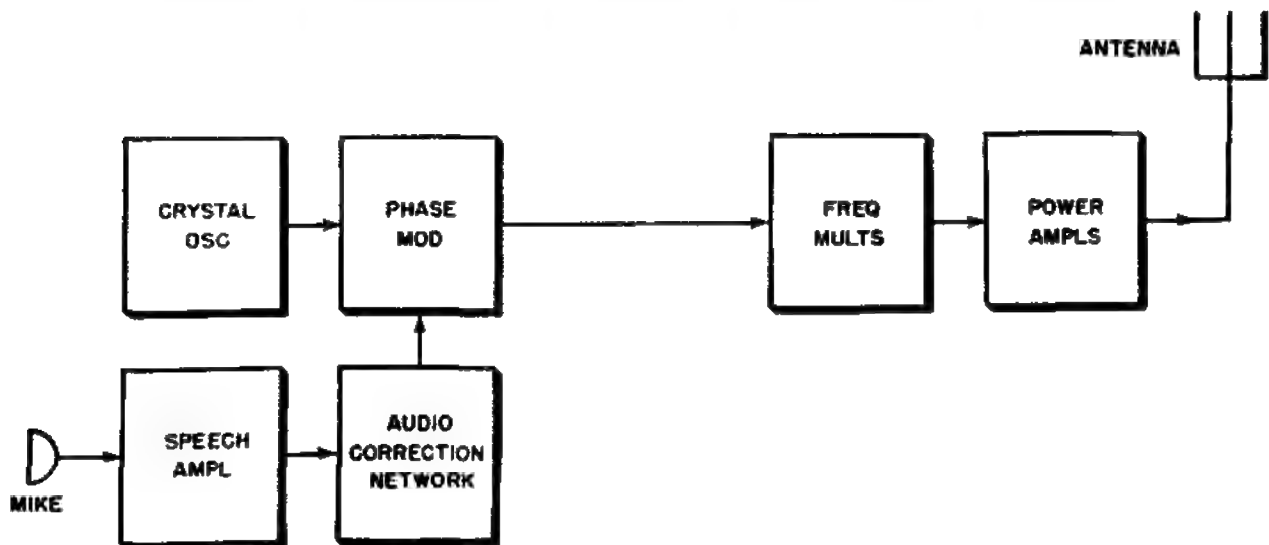 ANTENNA
CRYSTAL
OSC
PHASE
MOD
FREQ
MULTS
POWER
AMPLS
MIKE
SPEECH
AMPL
AUDIO
CORRECTION
NETWORK